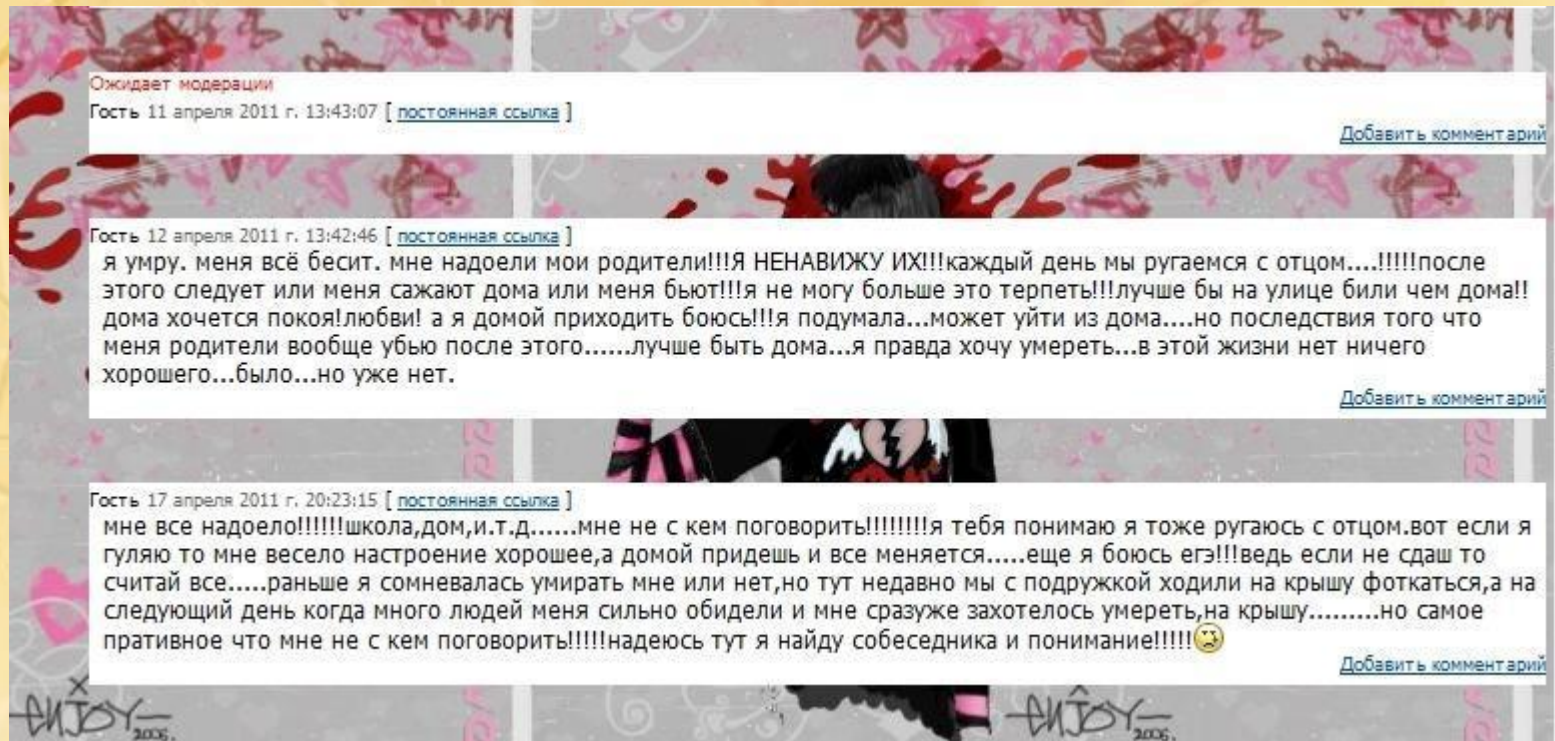 Ожидает модерации
Гость 11 апреля 2011 г. 13:43:07 [ постоянная ссылка ]
Добавить комментарий
Гость 12 апреля 2011 г. 13:42:46 [ постоянная ссылка ]
я умру. меня всё бесит. мне надоели мои родители!!!Я НЕНАВИЖУ ИХ!!!каждый день мы ругаемся с отцом....!!!!!после
этого следует или меня сажают дома или меня бьют!!!я не могу больше это терпеть!!!лучше бы на улице били чем дома!!
дома хочется покоя!любви! а я домой приходить боюсь!!!я подумала...может уйти из дома....но последствия того что
меня родители вообще убью после этого......лучше быть дома...я правда хочу умереть...в этой жизни нет ничего
хорошего...было...но уже нет.
Добавить комментарий
Гость 17 апреля 2011 г. 20:23:15 [ постоянная ссылка ]
мне все надоело!!!!!!школа,дом,и.т.д......мне не с кем поговорить!!!!!!!!я тебя понимаю я тоже ругаюсь с отцом.вот если я
гуляю то мне весело настроение хорошее,а домой придешь и все меняется.....еще я боюсь егэ!!!ведь если не сдаш то
считай все.....раньше я сомневалась умирать мне или нет,но тут недавно мы с подружкой ходили на крышу фоткаться,а на
следующий день когда много людей меня сильно обидели и мне сразуже захотелось умереть,на крышу.........но самое
пративное что мне не с кем поговорить!!!!!надеюсь тут я найду собеседника и понимание!!!!!
Добавить комментарий
ENJOY 2006.
ENJOY 2006.